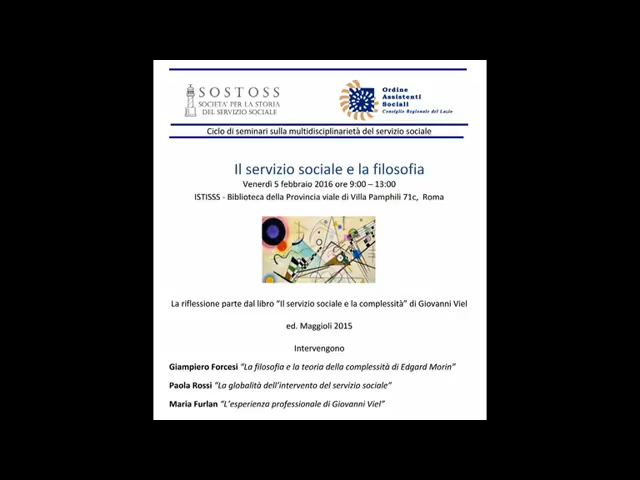 SOSTOSS
SOCIETA' PER LA STORIA
DEL SERVIZIO SOCIALE
Ordine
Assistenti
Sociali
Consiglio Regionale del Lazio
Ciclo di seminari sulla multidisciplinarietà del servizio sociale
Il servizio sociale e la filosofia
Venerdì 5 febbraio 2016 ore 9:00 – 13:00
ISTISSS - Biblioteca della Provincia viale di Villa Pamphili 71c, Roma
La riflessione parte dal libro “Il servizio sociale e la complessità” di Giovanni Viel
ed. Maggioli 2015
Intervengono
Giampiero Forcesi “La filosofia e la teoria della complessità di Edgard Morin”
Paola Rossi “La globalità dell’intervento del servizio sociale”
Maria Furlan “L’esperienza professionale di Giovanni Viel”